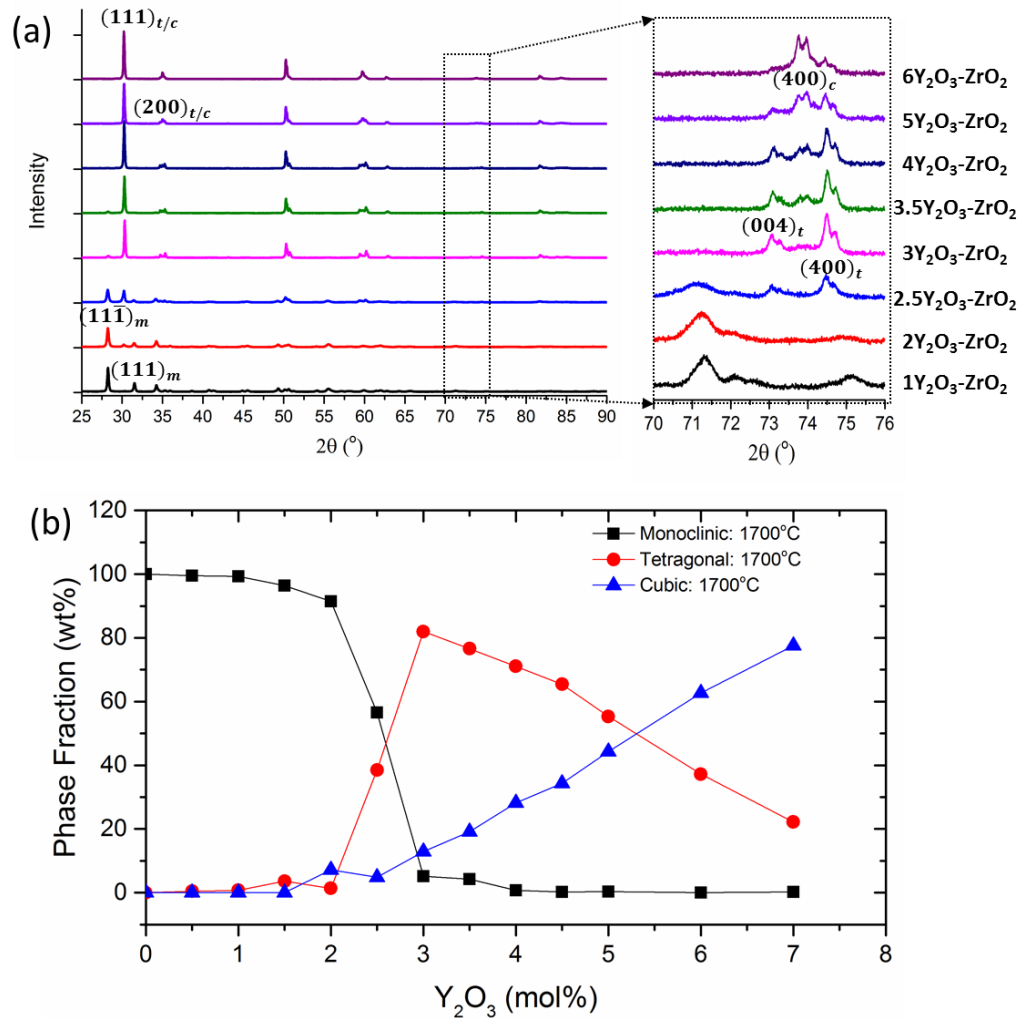 (a)
(111)t/c
(200)t/c
(111̅)m
(111)m
Intensity
25 30 35 40 45 50 55 60 65 70 75 80 85 90
2θ (°)
(400)c
(004)t
(400)t
70 71 72 73 74 75 76
2θ (°)
6Y₂O₃-ZrO₂
5Y₂O₃-ZrO₂
4Y₂O₃-ZrO₂
3.5Y₂O₃-ZrO₂
3Y₂O₃-ZrO₂
2.5Y₂O₃-ZrO₂
2Y₂O₃-ZrO₂
1Y₂O₃-ZrO₂
(b)
Monoclinic: 1700°C
Tetragonal: 1700°C
Cubic: 1700°C
120
100
80
60
40
20
0
Phase Fraction (wt%)
0 1 2 3 4 5 6 7 8
Y₂O₃ (mol%)